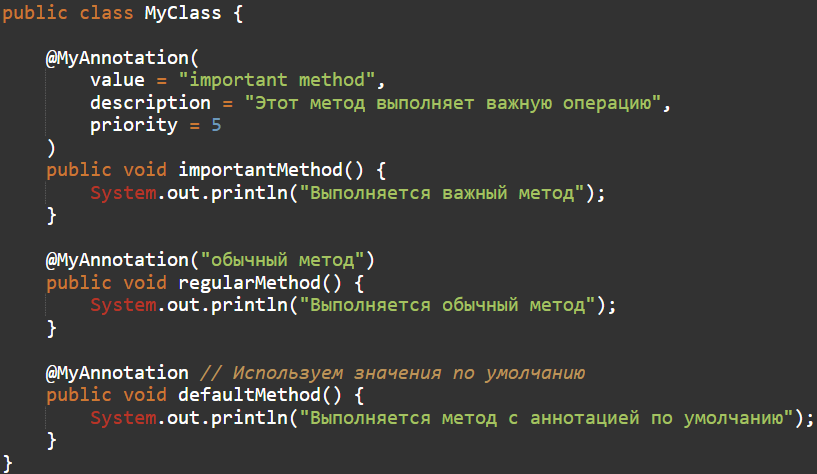 public class MyClass {
@MyAnnotation(
value = "important method",
description = "Этот метод выполняет важную операцию",
priority = 5
)
public void importantMethod() {
System.out.println("Выполняется важный метод");
}
@MyAnnotation("обычный метод")
public void regularMethod() {
System.out.println("Выполняется обычный метод");
}
@MyAnnotation // Используем значения по умолчанию
public void defaultMethod() {
System.out.println("Выполняется метод с аннотацией по умолчанию");
}
}